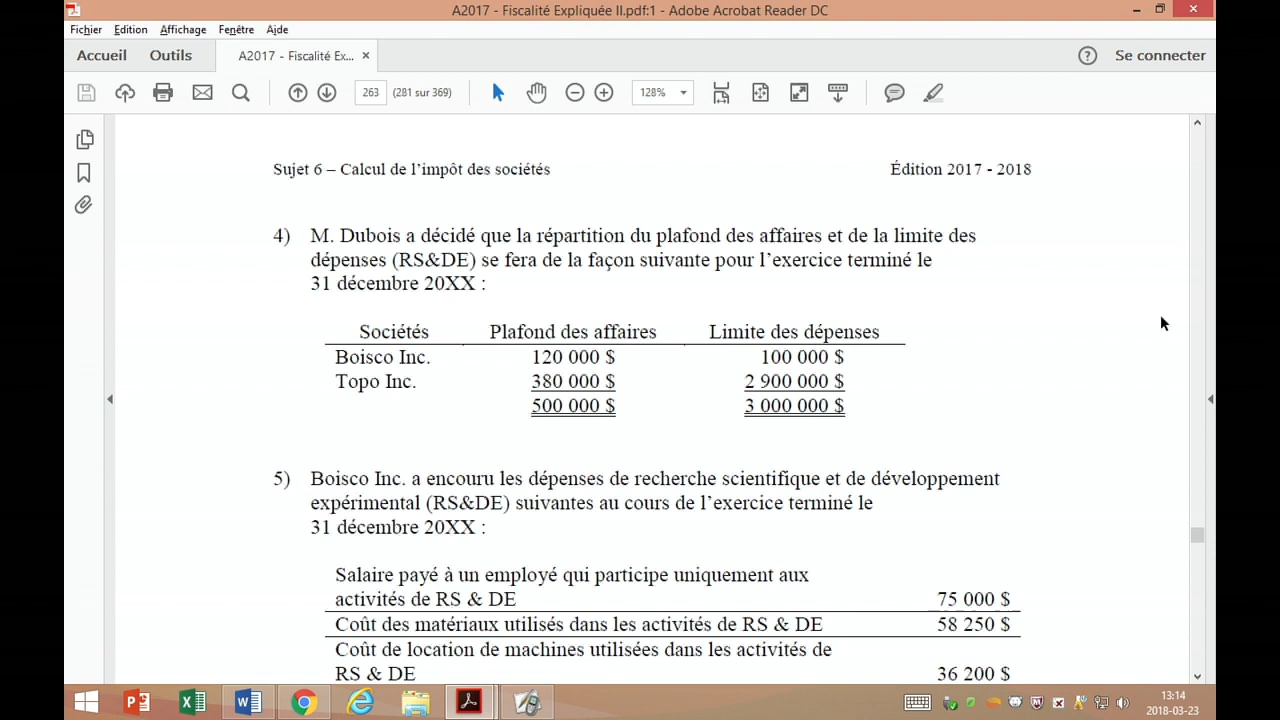 A2017 - Fiscalité Expliquée II.pdf:1 - Adobe Acrobat Reader DC
Fichier Edition Affichage Fenêtre Aide
Accueil Outils A2017 - Fiscalité Ex... × ? Se connecter
263 (281 sur 369) 128%
Sujet 6 – Calcul de l'impôt des sociétés Édition 2017 - 2018
4) M. Dubois a décidé que la répartition du plafond des affaires et de la limite des
dépenses (RS&DE) se fera de la façon suivante pour l'exercice terminé le
31 décembre 20XX :
Sociétés Plafond des affaires Limite des dépenses
Boisco Inc. 120 000 $ 100 000 $
Topo Inc. 380 000 $ 2 900 000 $
500 000 $ 3 000 000 $
5) Boisco Inc. a encouru les dépenses de recherche scientifique et de développement
expérimental (RS&DE) suivantes au cours de l'exercice terminé le
31 décembre 20XX :
Salaire payé à un employé qui participe uniquement aux
activités de RS & DE 75 000 $
Coût des matériaux utilisés dans les activités de RS & DE 58 250 $
Coût de location de machines utilisées dans les activités de
RS & DE 36 200 $
13:14
2018-03-23